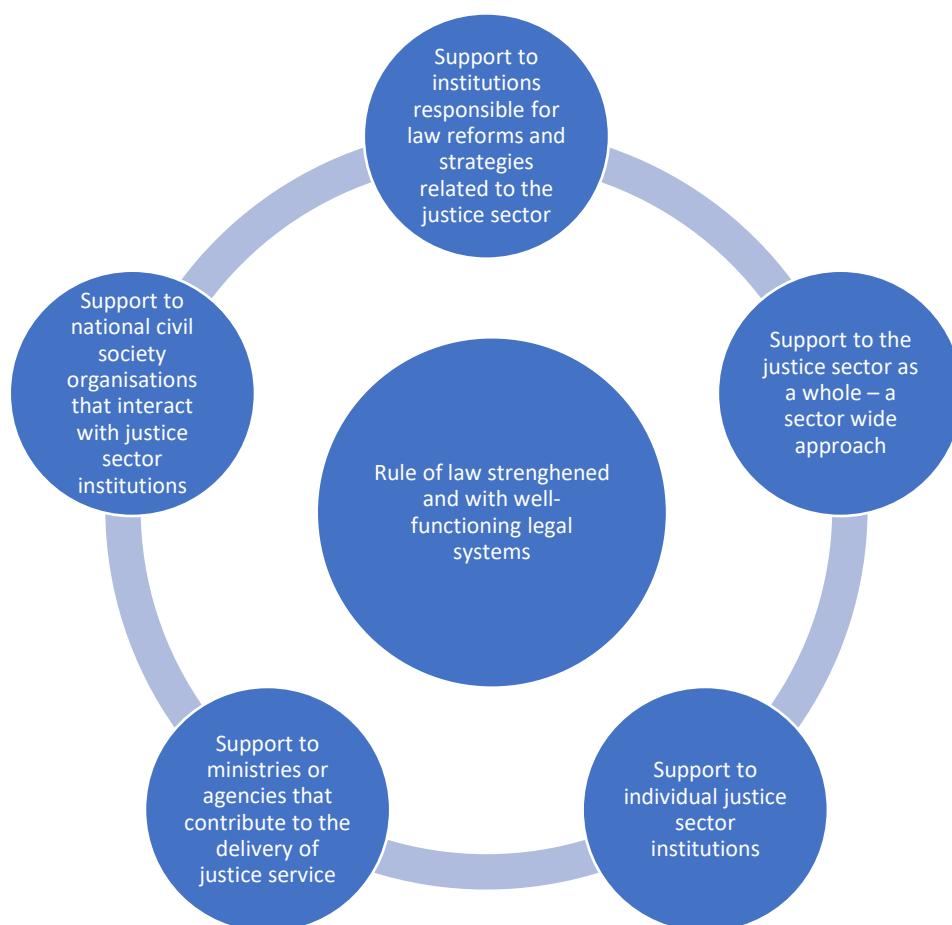 Support to
institutions
responsible for
law reforms and
strategies
related to the
justice sector
Support to the
justice sector as
a whole – a
sector wide
approach
Support to
individual justice
sector
institutions
Support to
ministries or
agencies that
contribute to the
delivery of
justice service
Support to
national civil
society
organisations
that interact
with justice
sector
institutions
Rule of law strenghened
and with well-
functioning legal
systems